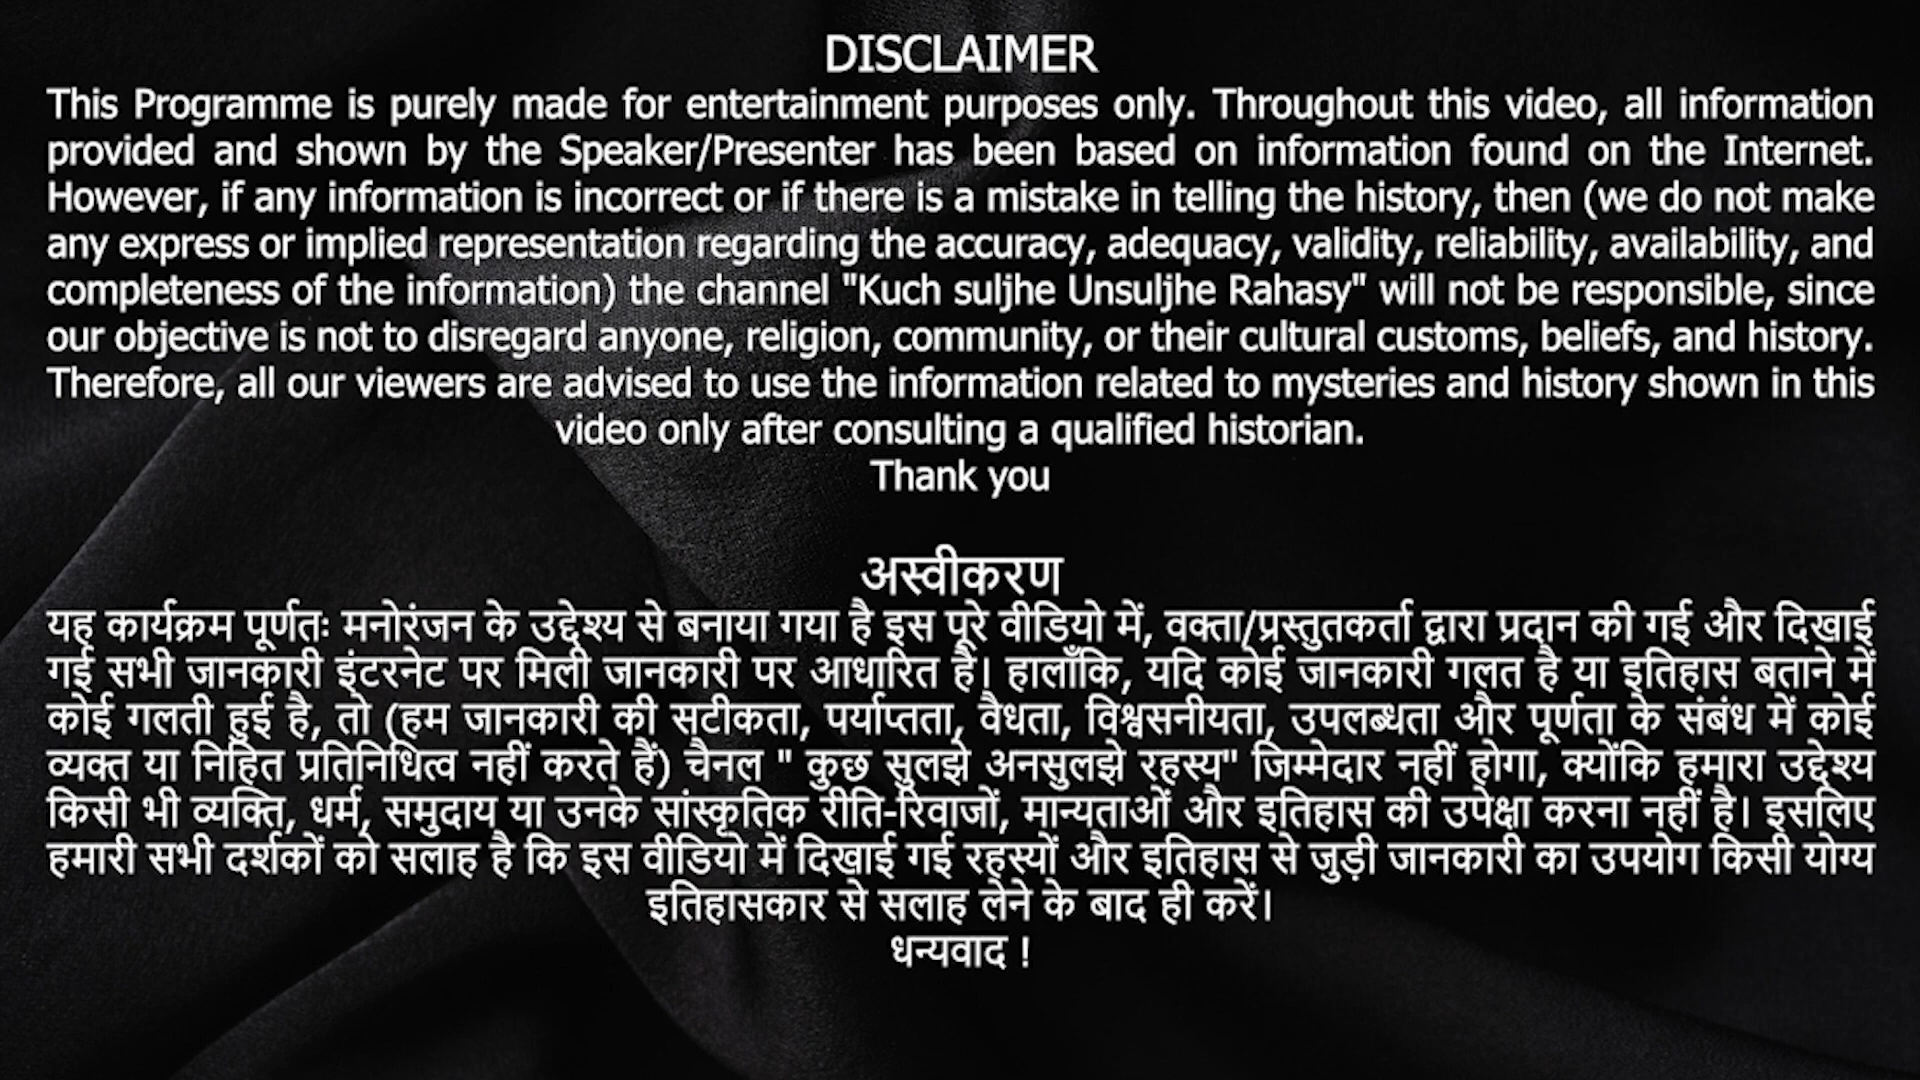 DISCLAIMER
This Programme is purely made for entertainment purposes only. Throughout this video, all information
provided and shown by the Speaker/Presenter has been based on information found on the Internet.
However, if any information is incorrect or if there is a mistake in telling the history, then (we do not make
any express or implied representation regarding the accuracy, adequacy, validity, reliability, availability, and
completeness of the information) the channel "Kuch suljhe Unsuljhe Rahasy" will not be responsible, since
our objective is not to disregard anyone, religion, community, or their cultural customs, beliefs, and history.
Therefore, all our viewers are advised to use the information related to mysteries and history shown in this
video only after consulting a qualified historian.
Thank you
अस्वीकरण
यह कार्यक्रम पूर्णतः मनोरंजन के उद्देश्य से बनाया गया है इस पूरे वीडियो में, वक्ता/प्रस्तुतकर्ता द्वारा प्रदान की गई और दिखाई
गई सभी जानकारी इंटरनेट पर मिली जानकारी पर आधारित है। हालाँकि, यदि कोई जानकारी गलत है या इतिहास बताने में
कोई गलती हुई है, तो (हम जानकारी की सटीकता, पर्याप्तता, वैधता, विश्वसनीयता, उपलब्धता और पूर्णता के संबंध में कोई
व्यक्त या निहित प्रतिनिधित्व नहीं करते हैं) चैनल " कुछ सुलझे अनसुलझे रहस्य" जिम्मेदार नहीं होगा, क्योंकि हमारा उद्देश्य
किसी भी व्यक्ति, धर्म, समुदाय या उनके सांस्कृतिक रीति-रिवाजों, मान्यताओं और इतिहास की उपेक्षा करना नहीं है। इसलिए
हमारी सभी दर्शकों को सलाह है कि इस वीडियो में दिखाई गई रहस्यों और इतिहास से जुड़ी जानकारी का उपयोग किसी योग्य
इतिहासकार से सलाह लेने के बाद ही करें।
धन्यवाद !